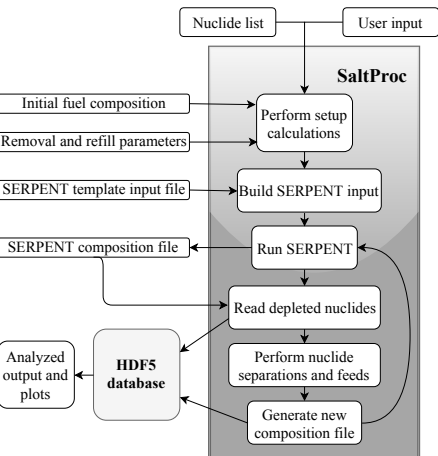 Nuclide list
User input
SaltProc
Initial fuel composition
Perform setup
calculations
Removal and refill parameters
SERPENT template input file
Build SERPENT input
SERPENT composition file
Run SERPENT
Read depleted nuclides
Analyzed
output and
plots
HDF5
database
Perform nuclide
separations and feeds
Generate new
composition file